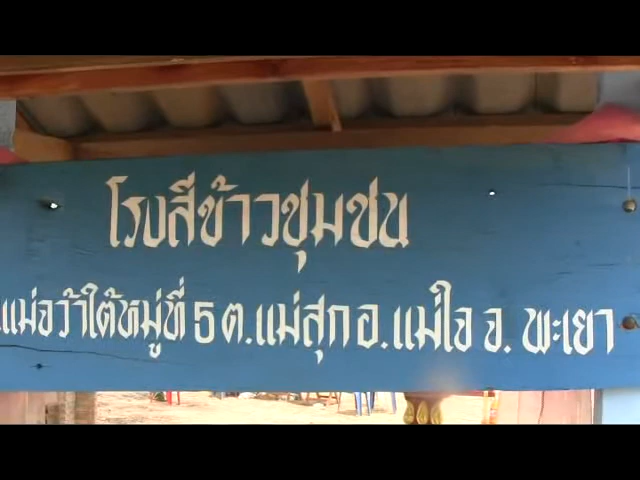 โรงสีข้าวชุมชน
แม่จว้าใต้หมู่ที่ 5 ต.แม่สุก อ.แม่ใจ จ. พะเยา